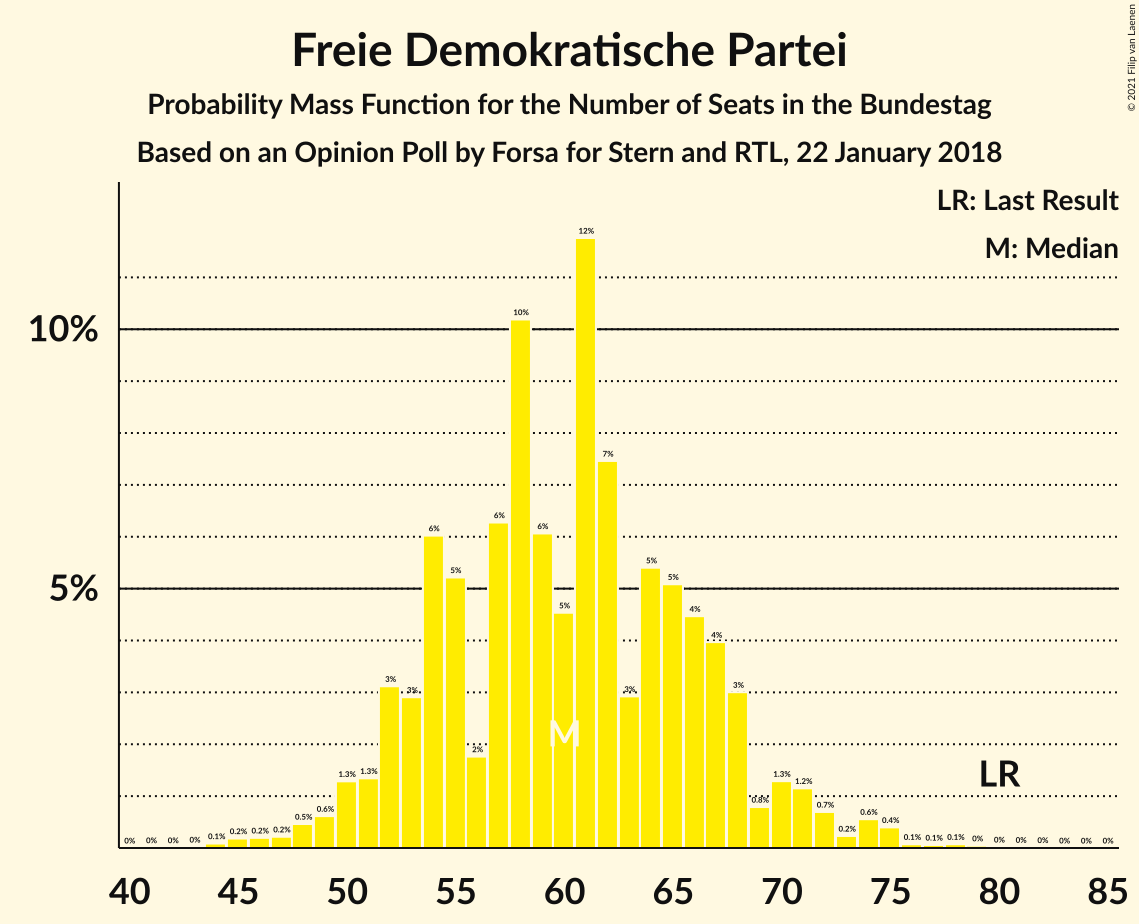 Freie Demokratische Partei
Probability Mass Function for the Number of Seats in the Bundestag
Based on an Opinion Poll by Forsa for Stern and RTL, 22 January 2018
© 2021 Filip van Laenen
LR: Last Result
M: Median
10%
5%
0% 0% 0% 0% 0.1% 0.2% 0.2% 0.2% 0.5% 0.6% 1.3% 1.3% 3% 3% 6% 5% 2% 6% 10% 6% 5% 12% 7% 3% 5% 5% 4% 4% 3% 0.8% 1.3% 1.2% 0.7% 0.2% 0.6% 0.4% 0.1% 0.1% 0.1% 0% 0% 0% 0% 0% 0% 0%
M
LR
40 45 50 55 60 65 70 75 80 85